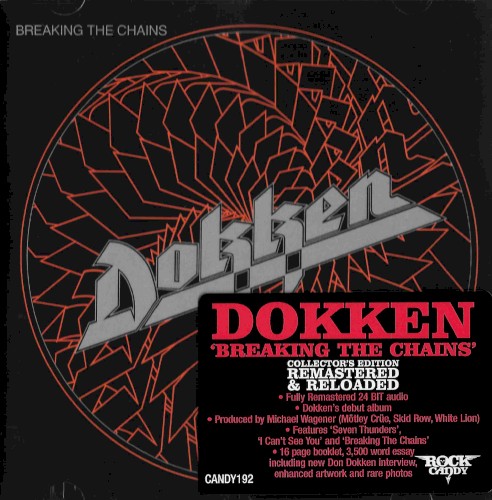 BREAKING THE CHAINS
Dokken
DOKKEN
'BREAKING THE CHAINS'
COLLECTOR'S EDITION
REMASTERED
& RELOADED
• Fully Remastered 24 BIT audio
• Dokken's debut album
• Produced by Michael Wagener (Mötley Crüe, Skid Row, White Lion)
• Features 'Seven Thunders',
'I Can't See You' and 'Breaking The Chains'
• 16 page booklet, 3,500 word essay
including new Don Dokken interview,
enhanced artwork and rare photos
ROCK
CANDY
CANDY192